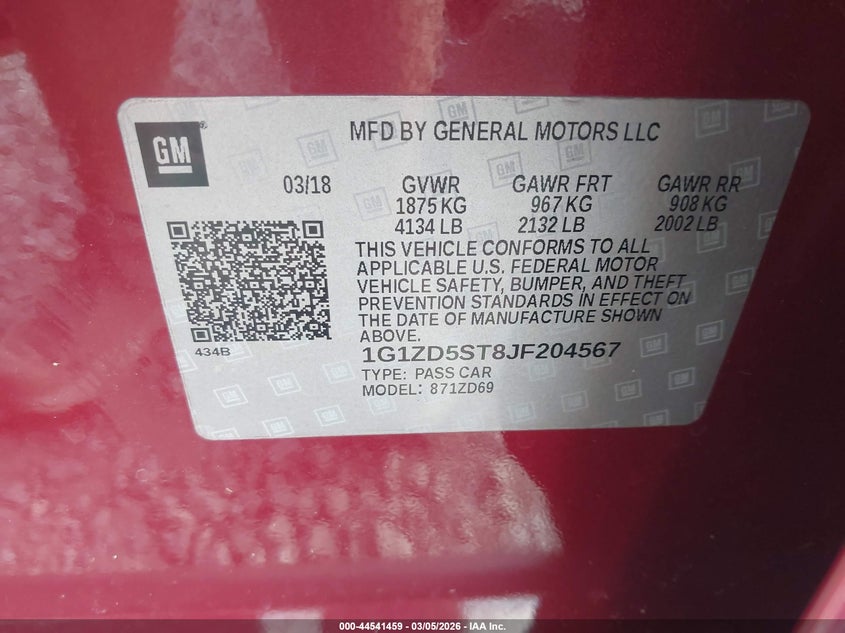 GM
MFD BY GENERAL MOTORS LLC
03/18 GVWR GAWR FRT GAWR RR
1875 KG 967 KG 908 KG
4134 LB 2132 LB 2002 LB
THIS VEHICLE CONFORMS TO ALL
APPLICABLE U.S. FEDERAL MOTOR
VEHICLE SAFETY, BUMPER, AND THEFT
PREVENTION STANDARDS IN EFFECT ON
THE DATE OF MANUFACTURE SHOWN
ABOVE.
434B
1G1ZD5ST8JF204567
TYPE: PASS CAR
MODEL: 871ZD69
000-44541459 - 03/05/2026 - IAA Inc.